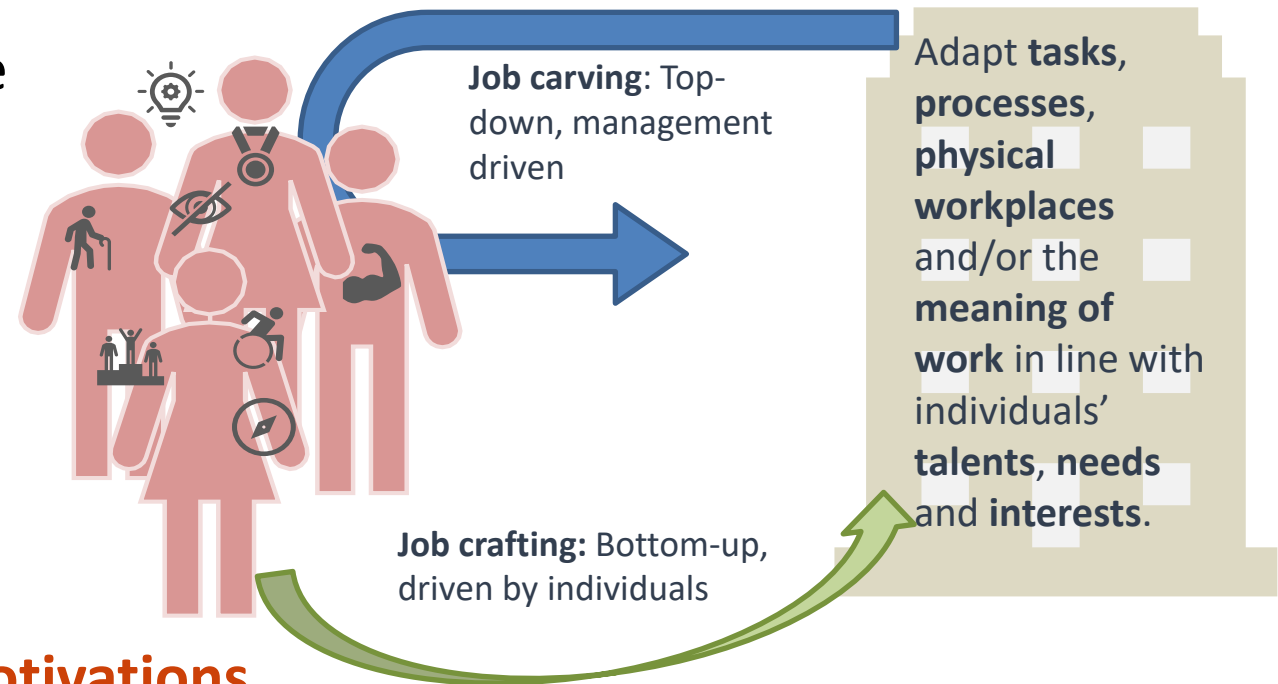 e
Job carving: Top-
down, management
driven
Adapt tasks,
processes,
physical
workplaces
and/or the
meaning of
work in line with
individuals’
talents, needs
and interests.
Job crafting: Bottom-up,
driven by individuals
otivations